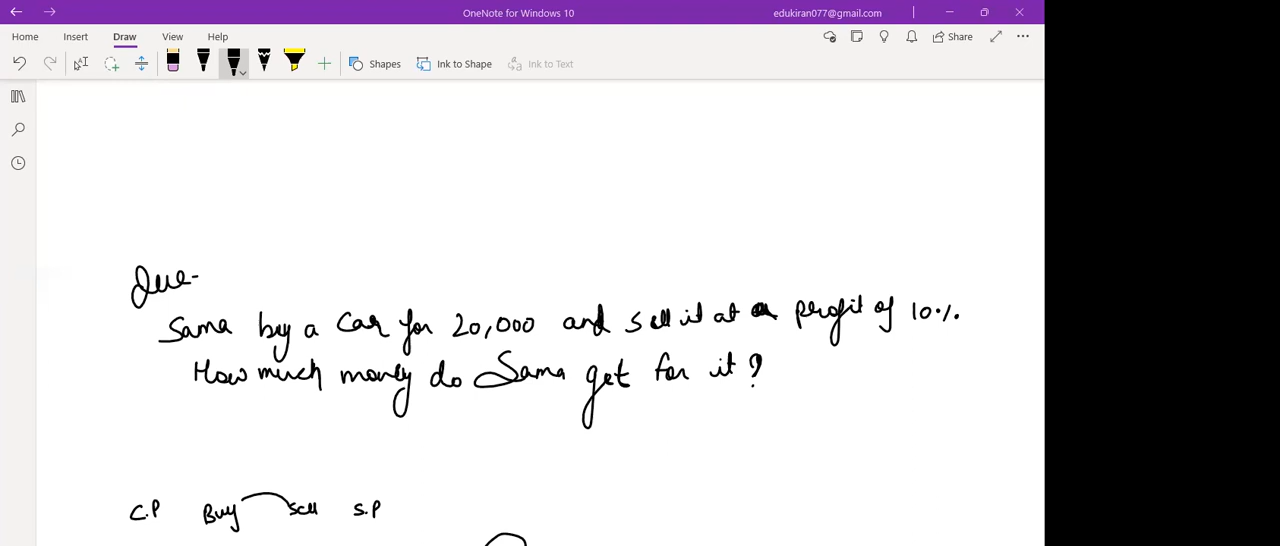 OneNote for Windows 10
edukiran077@gmail.com
Home Insert Draw View Help
Share
Shapes Ink to Shape Ink to Text
Que-
Sama by a Car for 20,000 and sell it at a profit of 10%
How much money do Sama get for it?
C.P Buy Sell S.P